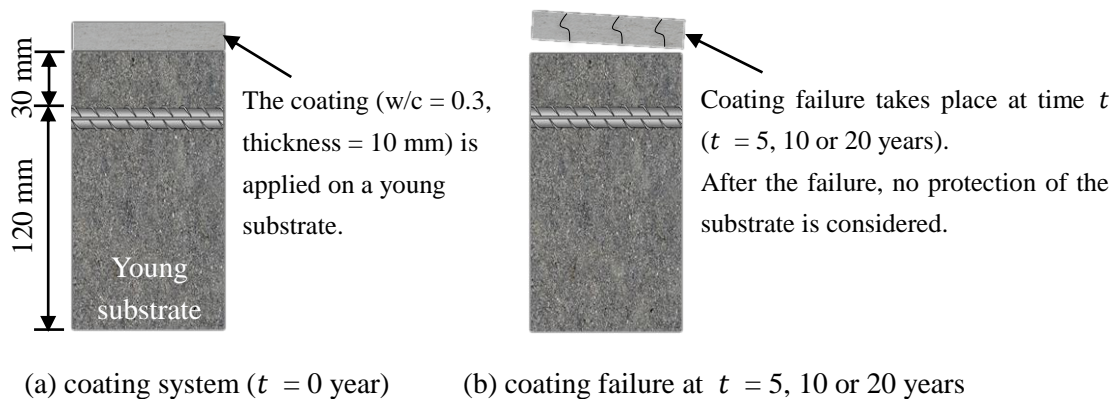 30 mm
120 mm
The coating (w/c = 0.3,
thickness = 10 mm) is
applied on a young
substrate.
Young
substrate
Coating failure takes place at time t
(t = 5, 10 or 20 years).
After the failure, no protection of the
substrate is considered.
(a) coating system (t = 0 year)
(b) coating failure at t = 5, 10 or 20 years